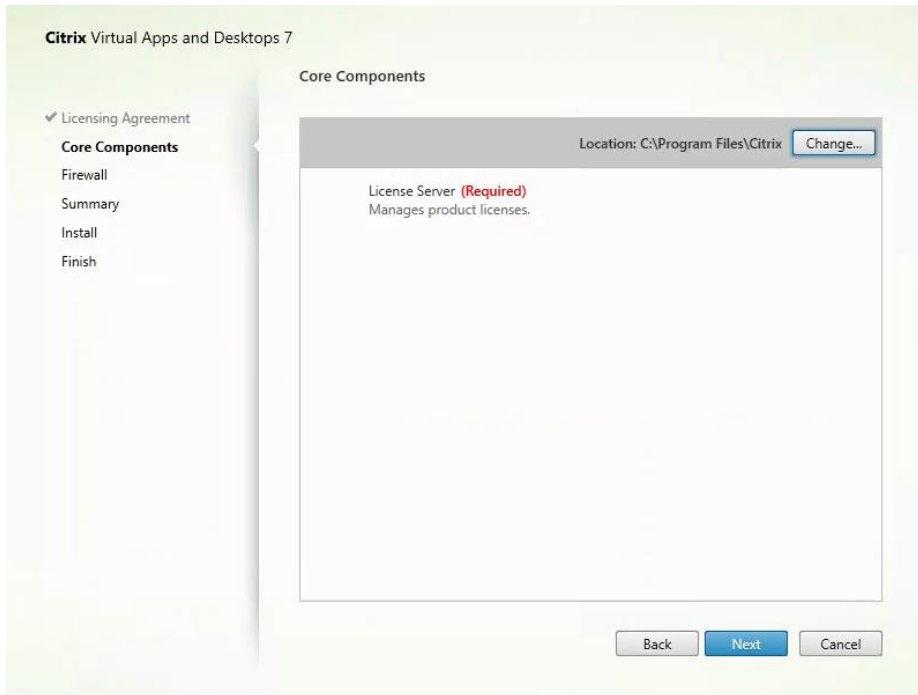 Citrix Virtual Apps and Desktops 7
Licensing Agreement
Core Components
Firewall
Summary
Install
Finish
Core Components
Location: C:\Program Files\Citrix
Change...
License Server (Required)
Manages product licenses.
Back
Next
Cancel